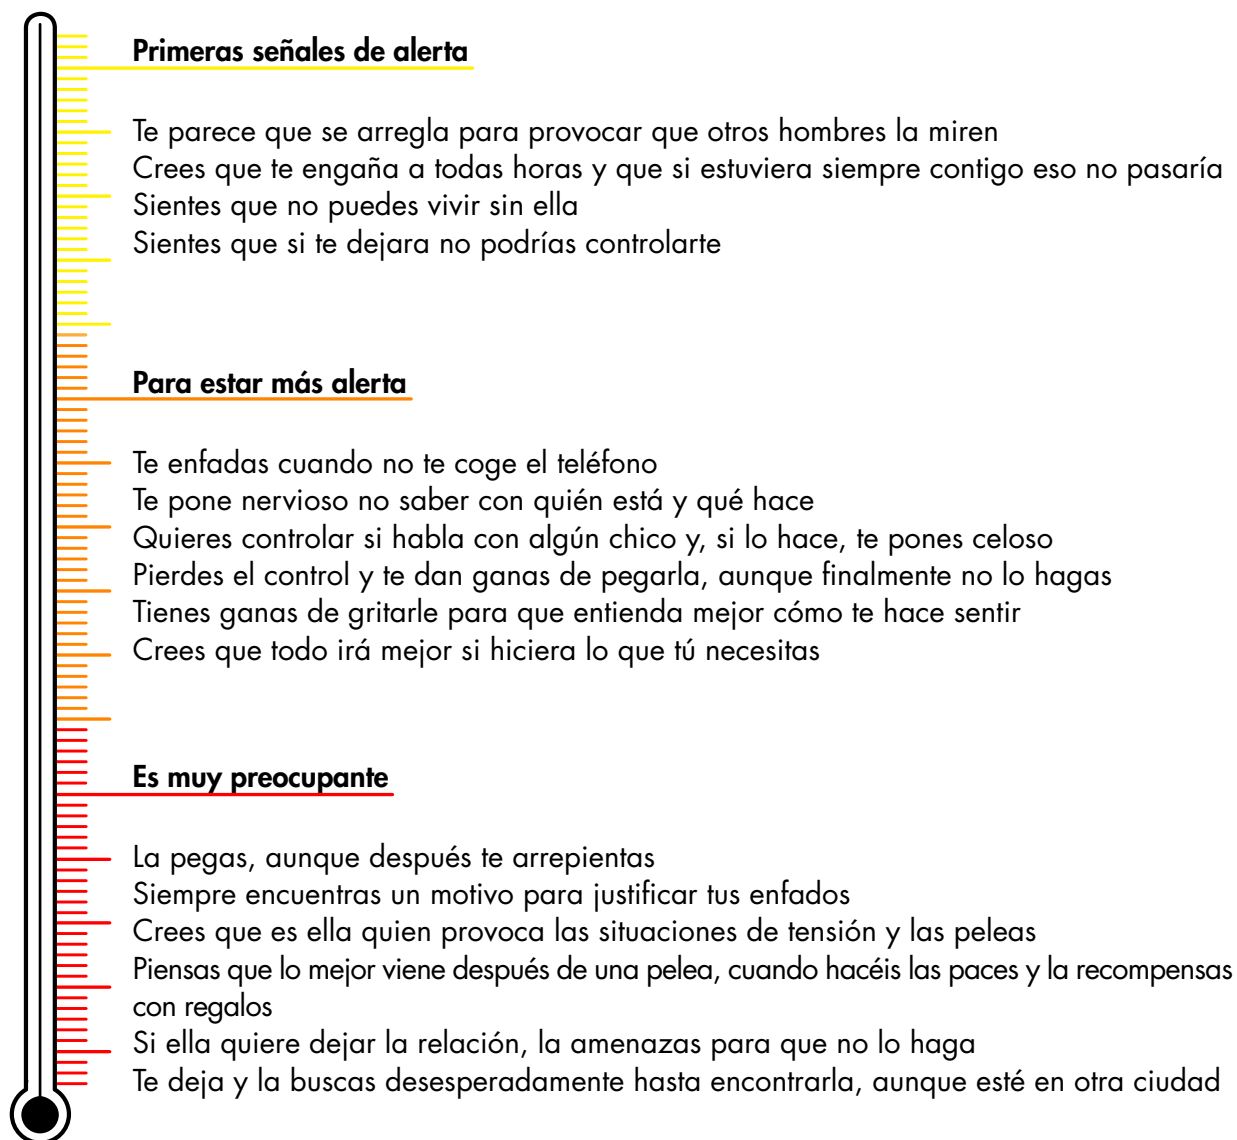 Primeras señales de alerta
Te parece que se arregla para provocar que otros hombres la miren
Crees que te engaña a todas horas y que si estuviera siempre contigo eso no pasaría
Sientes que no puedes vivir sin ella
Sientes que si te dejara no podrías controlarte
Para estar más alerta
Te enfadas cuando no te coge el teléfono
Te pone nervioso no saber con quién está y qué hace
Quieres controlar si habla con algún chico y, si lo hace, te pones celoso
Pierdes el control y te dan ganas de pegarla, aunque finalmente no lo hagas
Tienes ganas de gritarle para que entienda mejor cómo te hace sentir
Crees que todo irá mejor si hiciera lo que tú necesitas
Es muy preocupante
La pegas, aunque después te arrepientas
Siempre encuentras un motivo para justificar tus enfados
Crees que es ella quien provoca las situaciones de tensión y las peleas
Piensas que lo mejor viene después de una pelea, cuando hacéis las paces y la recompensas
con regalos
Si ella quiere dejar la relación, la amenazas para que no lo haga
Te deja y la buscas desesperadamente hasta encontrarla, aunque esté en otra ciudad